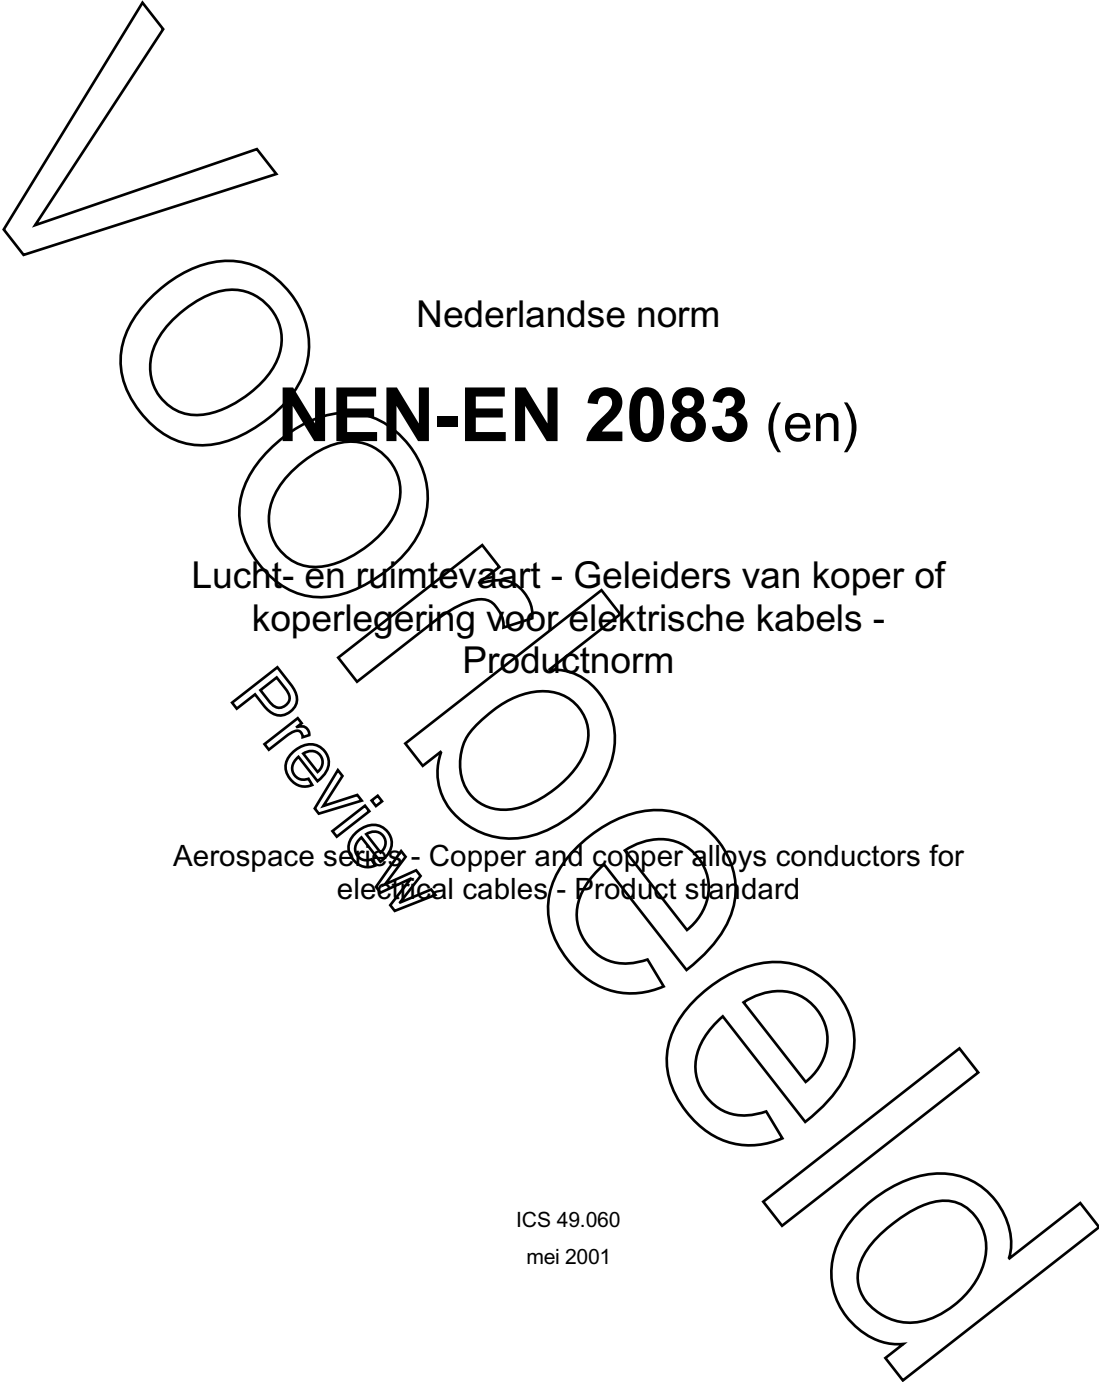 Nederlandse norm
NEN-EN 2083 (en)
Lucht- en ruimtevaart - Geleiders van koper of
koperlegering voor elektrische kabels -
Productnorm
Voorbeeld
Preview
Aerospace series - Copper and copper alloys conductors for
electrical cables - Product standard
ICS 49.060
mei 2001